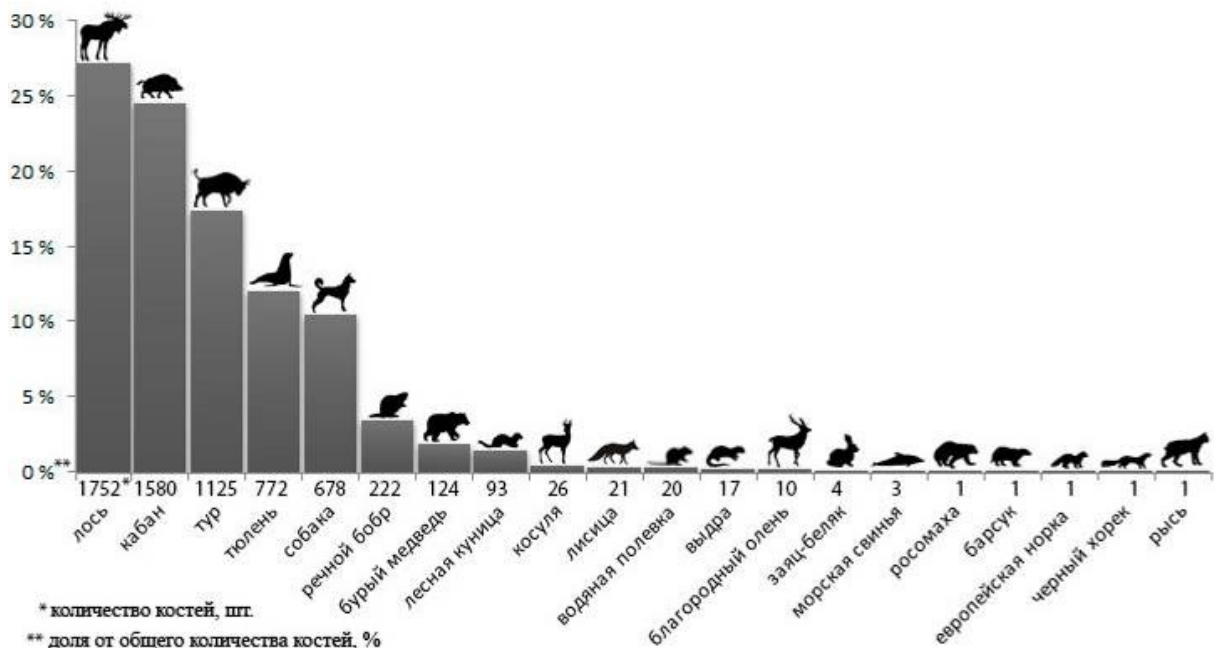 30 %
25 %
20 %
15 %
10 %
5 %
0 %**
1752* 1580 1125 772 678 222 124 93 26 21 20 17 10 4 3 1 1 1 1 1
лось
кабан
тур
тюлень
собака
речной бобр
бурый медведь
лесная куница
косуля
лисица
водяная полевка
выдра
благородный олень
заяц-беляк
морская свинья
росомаха
барсук
европейская норка
черный хорек
рысь
* количество костей, шт.
** доля от общего количества костей, %